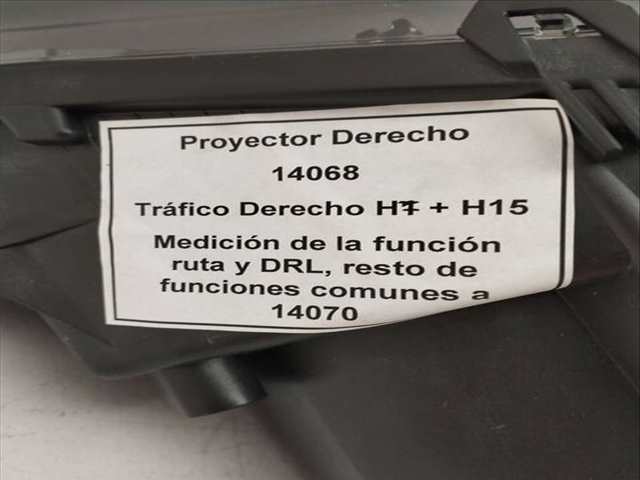 Proyector Derecho
14068
Tráfico Derecho H7 + H15
Medición de la función
ruta y DRL, resto de
funciones comunes a
14070